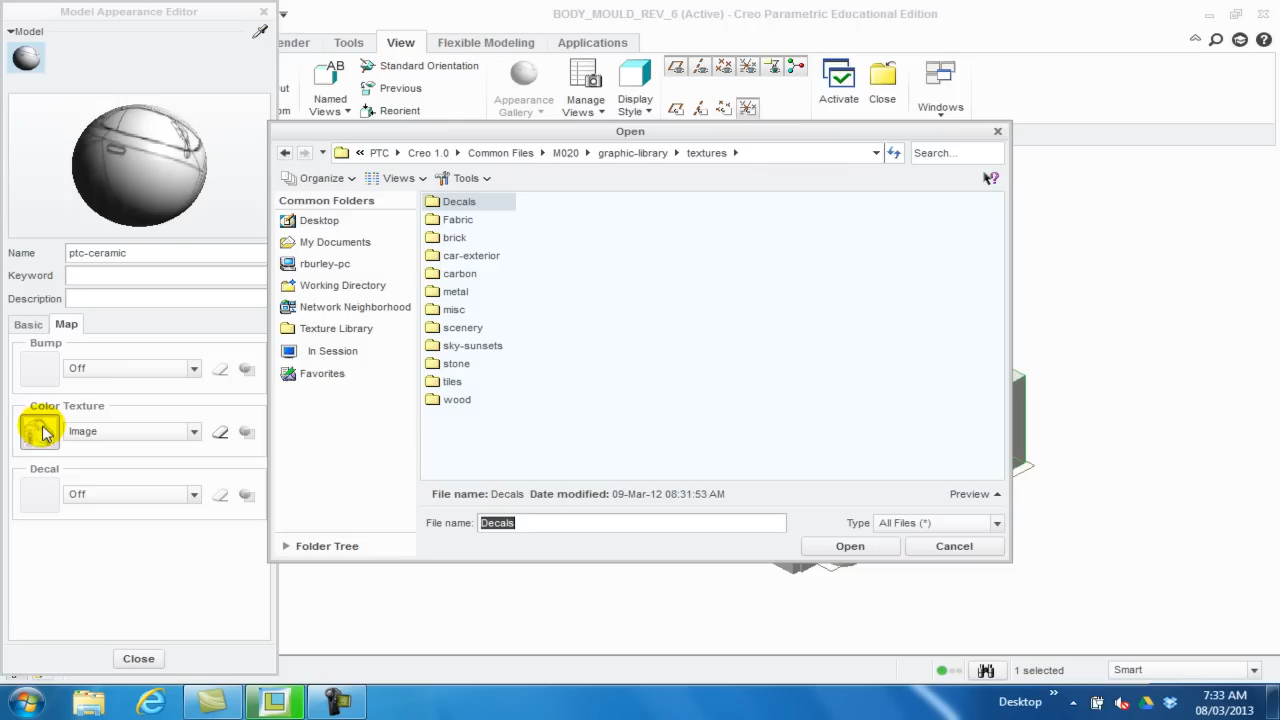 Model Appearance Editor
BODY_MOULD_REV_6 (Active) - Creo Parametric Educational Edition
Model
ender
Tools
View
Flexible Modeling
Applications
Named
Views
Standard Orientation
Previous
Reorient
Appearance
Gallery
Manage
Views
Display
Style
Activate
Close
Windows
Open
PTC
Creo 1.0
Common Files
M020
graphic-library
textures
Search...
Organize
Views
Tools
Common Folders
Desktop
My Documents
rburley-pc
Working Directory
Network Neighborhood
Texture Library
In Session
Favorites
Folder Tree
Decals
Fabric
brick
car-exterior
carbon
metal
misc
scenery
sky-sunsets
stone
tiles
wood
File name: Decals Date modified: 09-Mar-12 08:31:53 AM
Preview
File name: Decals
Type All Files (*)
Open
Cancel
Name ptc-ceramic
Keyword
Description
Basic
Map
Bump
Off
Color Texture
Image
Decal
Off
Close
1 selected
Smart
Desktop
7:33 AM
08/03/2013